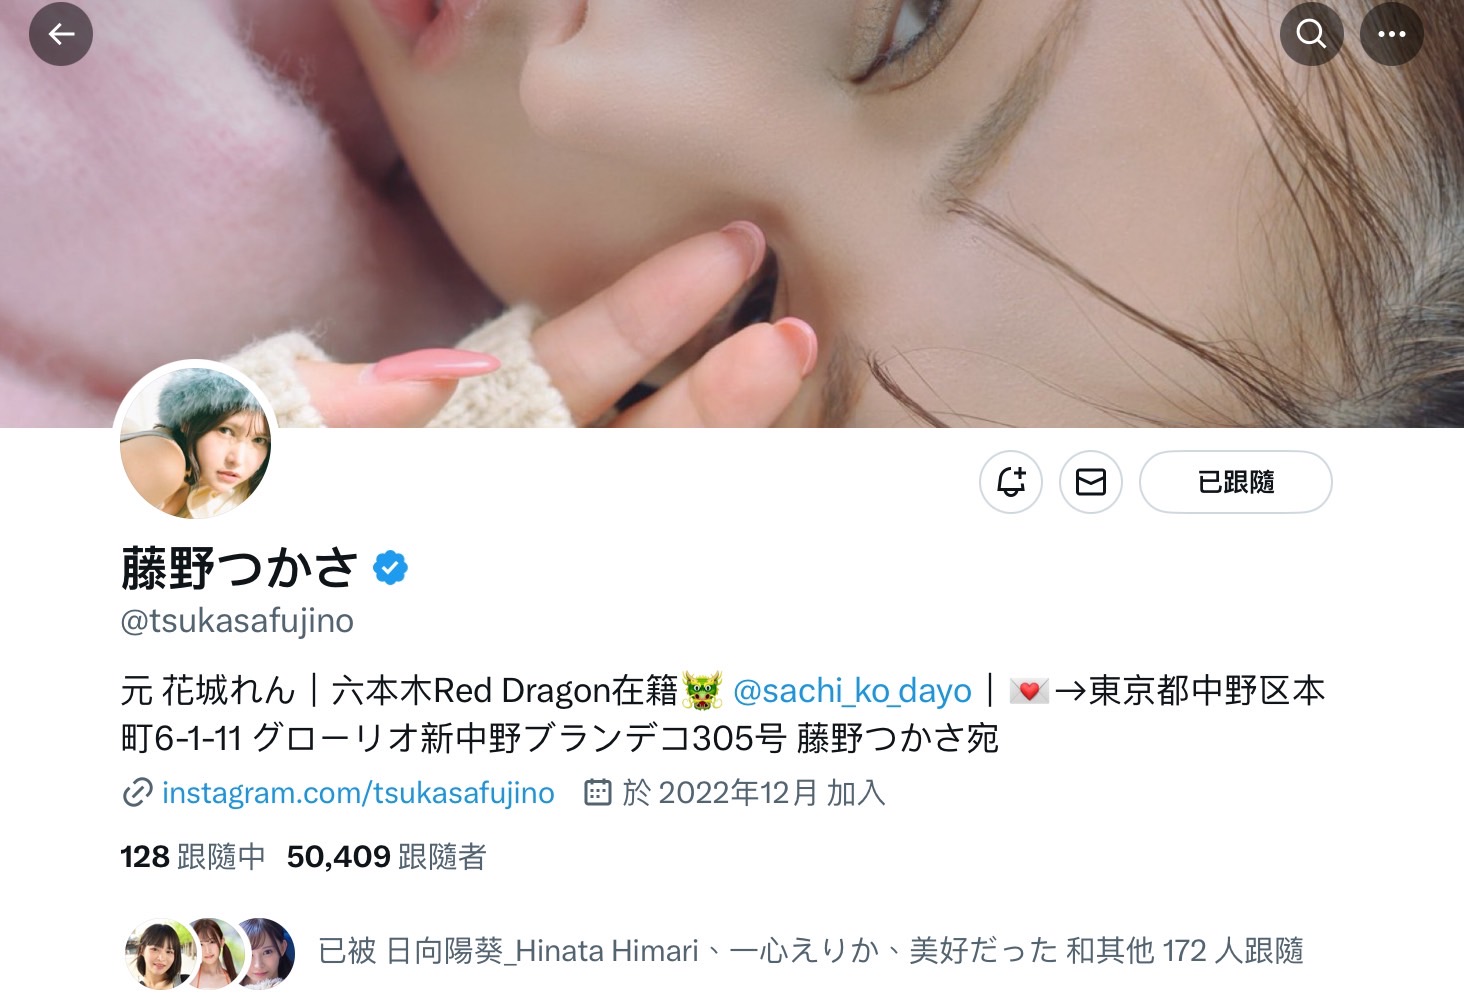 已跟隨
藤野つかさ
@tsukasafujino
元 花城れん｜六本木Red Dragon在籍🐲 @sachi_ko_dayo｜💌→東京都中野区本
町6-1-11 グローリオ新中野ブランデコ305号 藤野つかさ宛
instagram.com/tsukasafujino 於 2022年12月 加入
128 跟隨中 50,409 跟隨者
已被 日向陽葵_Hinata Himari、一心えりか、美好だった 和其他 172 人跟隨